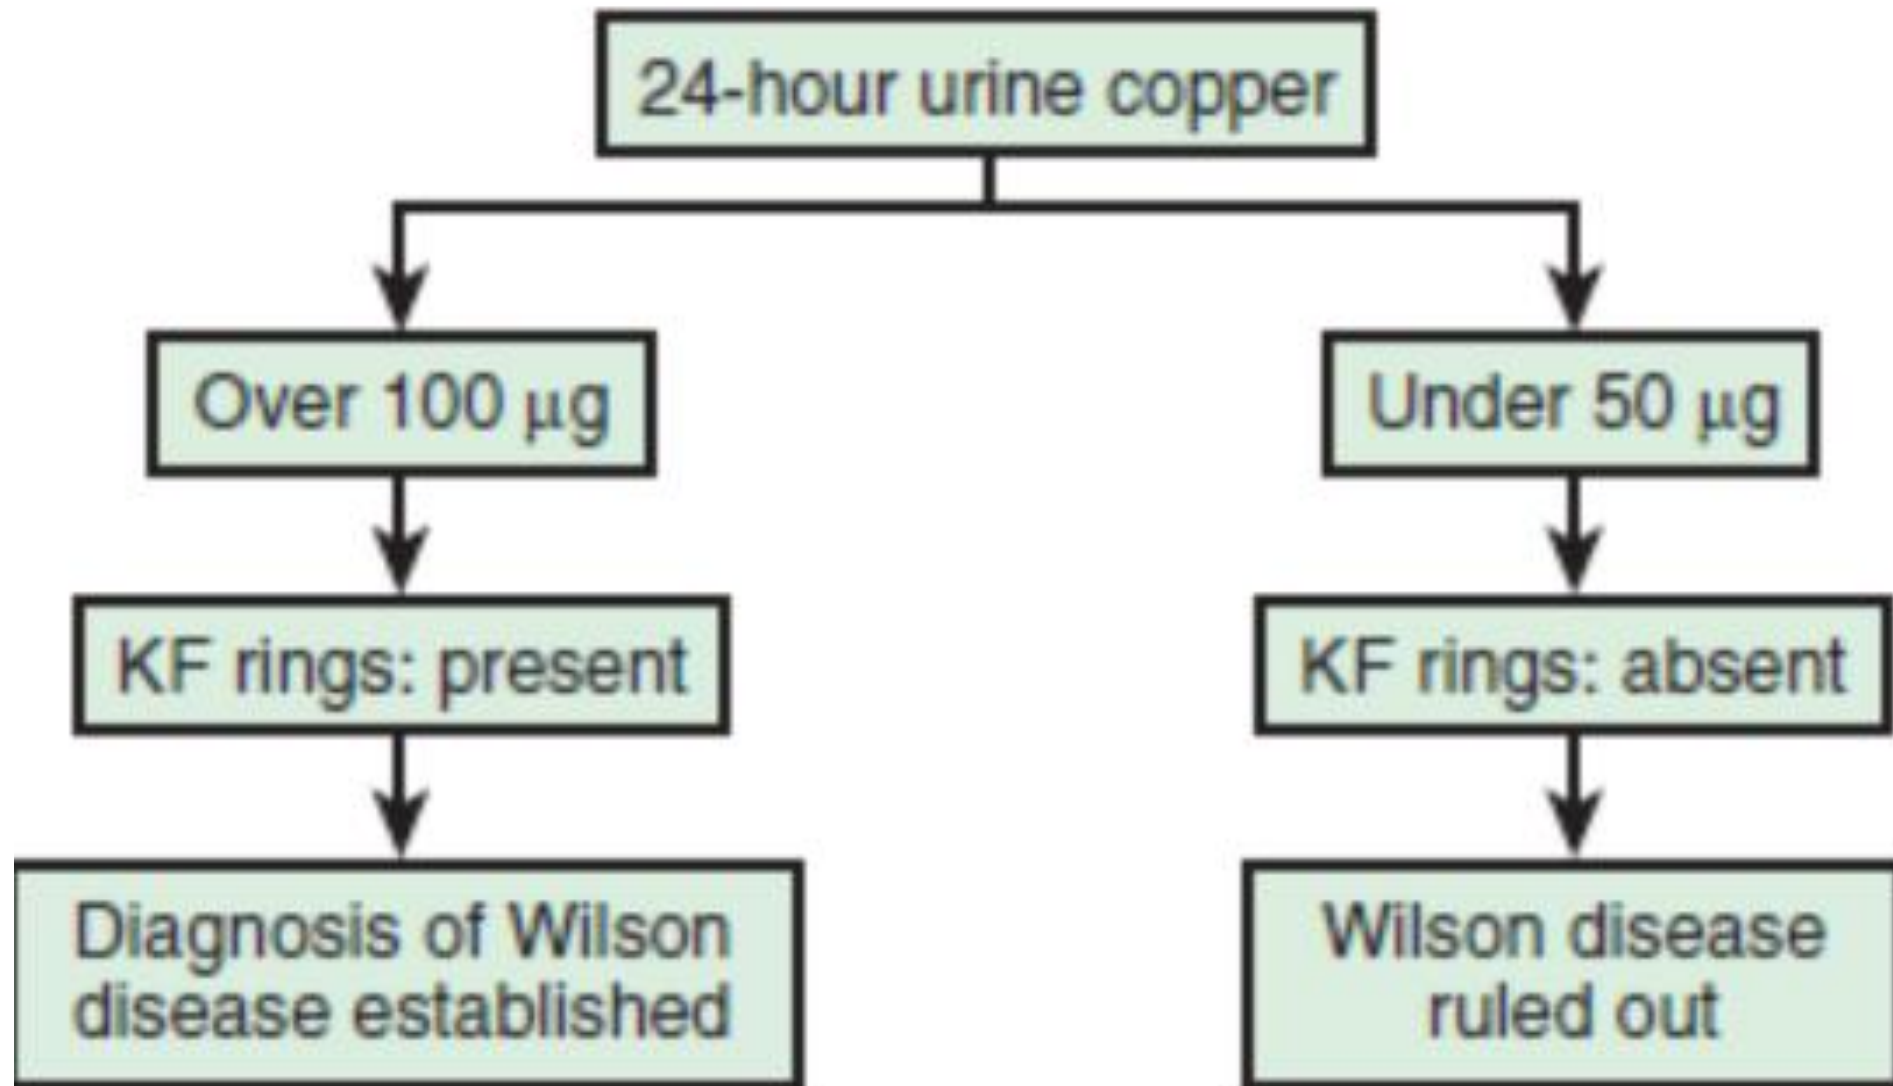 24-hour urine copper
Over 100 μg
Under 50 μg
KF rings: present
KF rings: absent
Diagnosis of Wilson
disease established
Wilson disease
ruled out